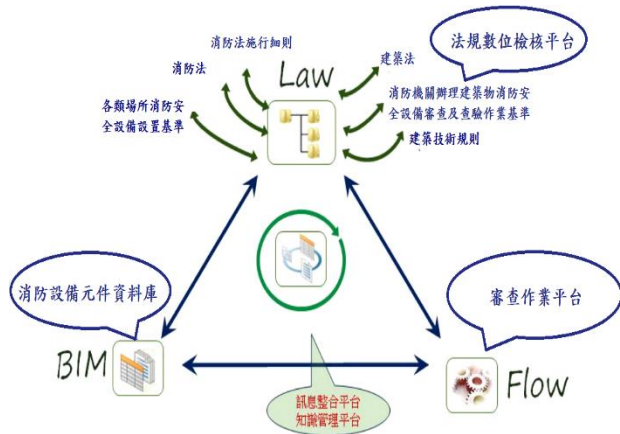 消防法施行細則
消防法
Law
建築法
法規數位檢核平台
各類場所消防安
全設備設置基準
消防機關辦理建築物消防安
全設備審查及查驗作業基準
建築技術規則
消防設備元件資料庫
審查作業平台
BIM
Flow
訊息整合平台
知識管理平台